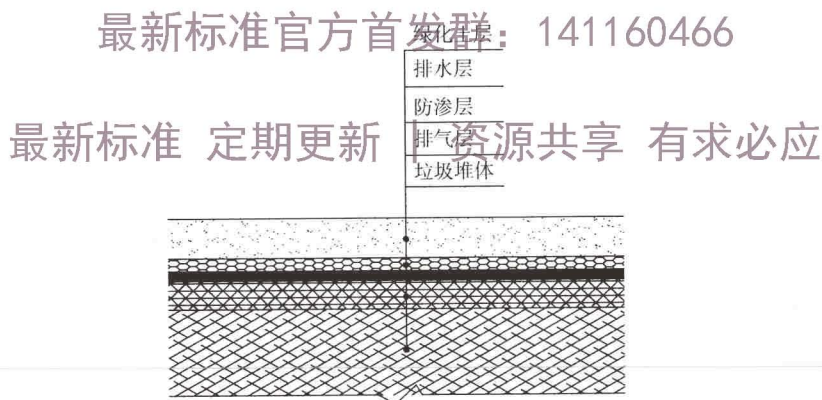 最新标准官方首发群：141160466
绿化土层
排水层
防渗层
最新标准 定期更新 | 资源共享 有求必应
排气层
垃圾堆体